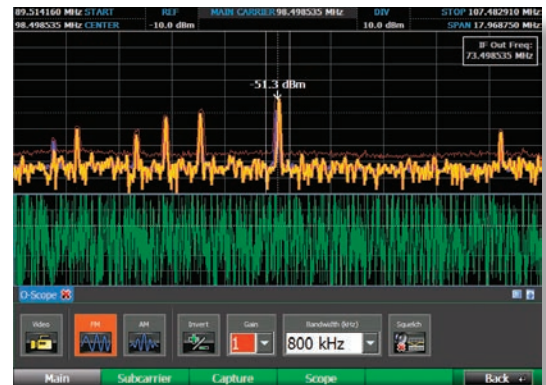 89.514160 MHz START REF MAIN CARRIER 98.498535 MHz DIV STOP 107.482910 MHz
98.498535 MHz CENTER -10.0 dBm 10.0 dBm SPAN 17.968750 MHz
IF Out Freq:
73.498535 MHz
-51.3 dBm
O-Scope
Video FM AM Invert Gain Bandwidth (kHz) Squelch
1 800 kHz
Main Subcarrier Capture Scope Back